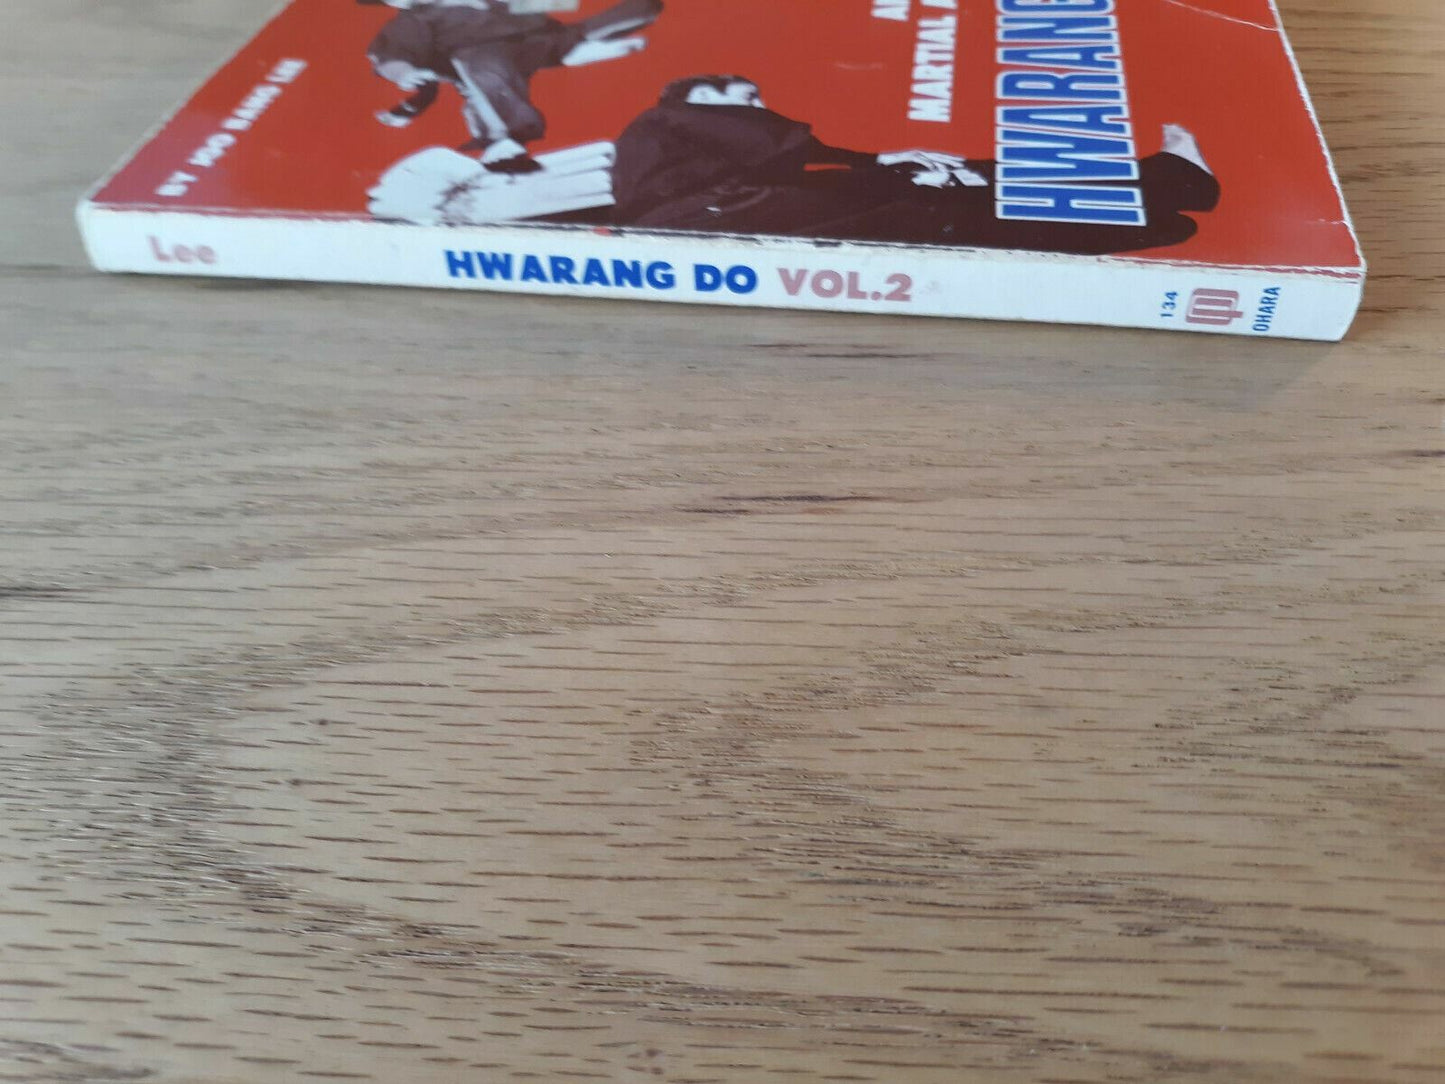 BY JOO BANG LEE
MARTIAL
HWARANG
Lee HWARANG DO VOL.2 134 OHARA